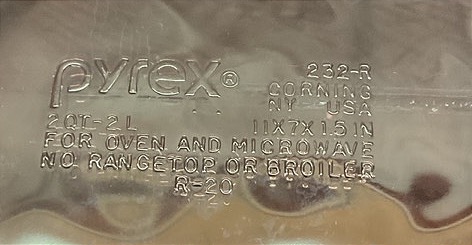 pyrex® 232-R
CORNING
NY USA
2QT-2L 11X7X1.5 IN
FOR OVEN AND MICROWAVE
NO RANGETOP OR BROILER
R-20